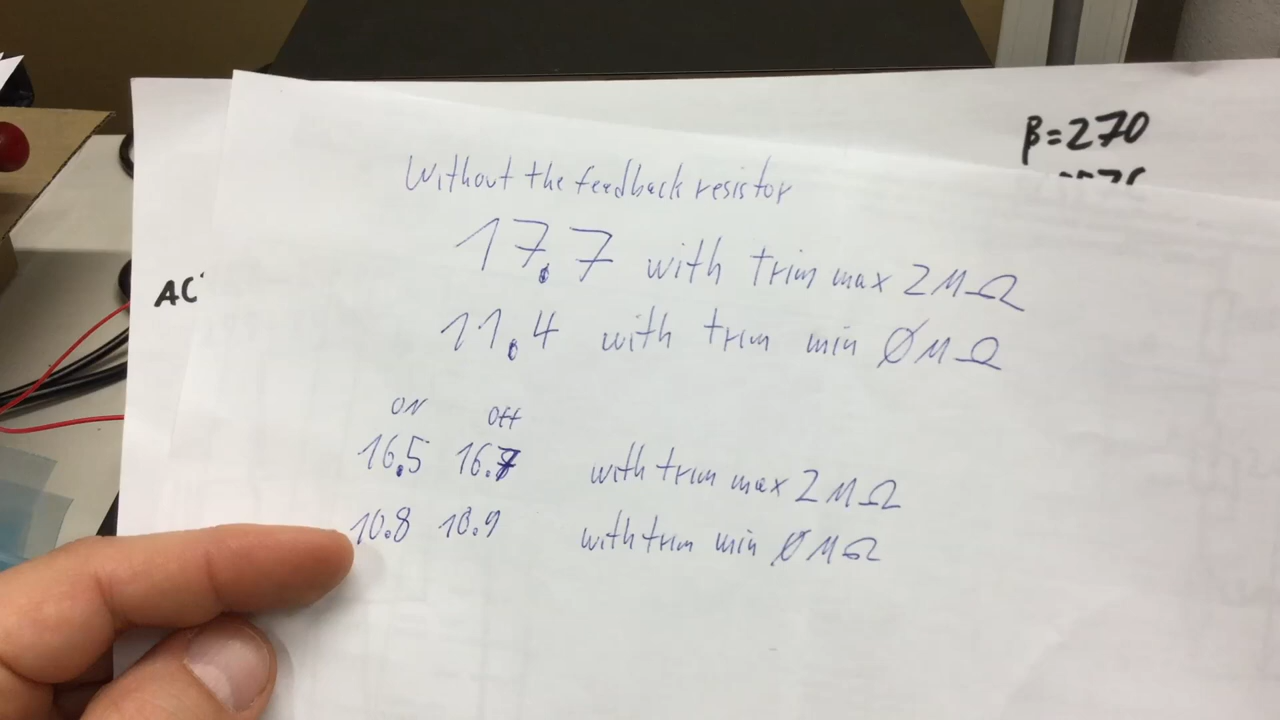 β=270
Without the feedback resistor
17.7 with trim max 2MΩ
AC
11.4 with trim min ØMΩ
ON Off
16.5 16.7 with trim max 2MΩ
10.8 10.9 with trim min ØMΩ